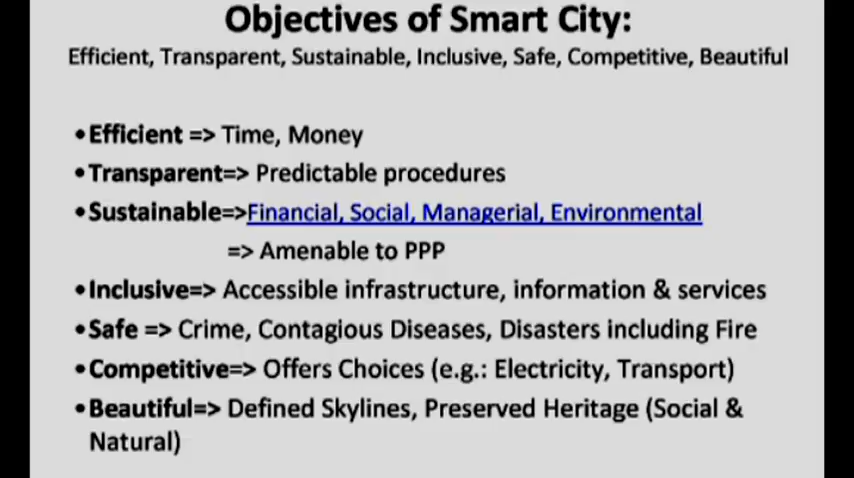 Objectives of Smart City:
Efficient, Transparent, Sustainable, Inclusive, Safe, Competitive, Beautiful
•Efficient => Time, Money
•Transparent=> Predictable procedures
•Sustainable=>Financial, Social, Managerial, Environmental
=> Amenable to PPP
•Inclusive=> Accessible infrastructure, information & services
•Safe => Crime, Contagious Diseases, Disasters including Fire
•Competitive=> Offers Choices (e.g.: Electricity, Transport)
•Beautiful=> Defined Skylines, Preserved Heritage (Social &
Natural)